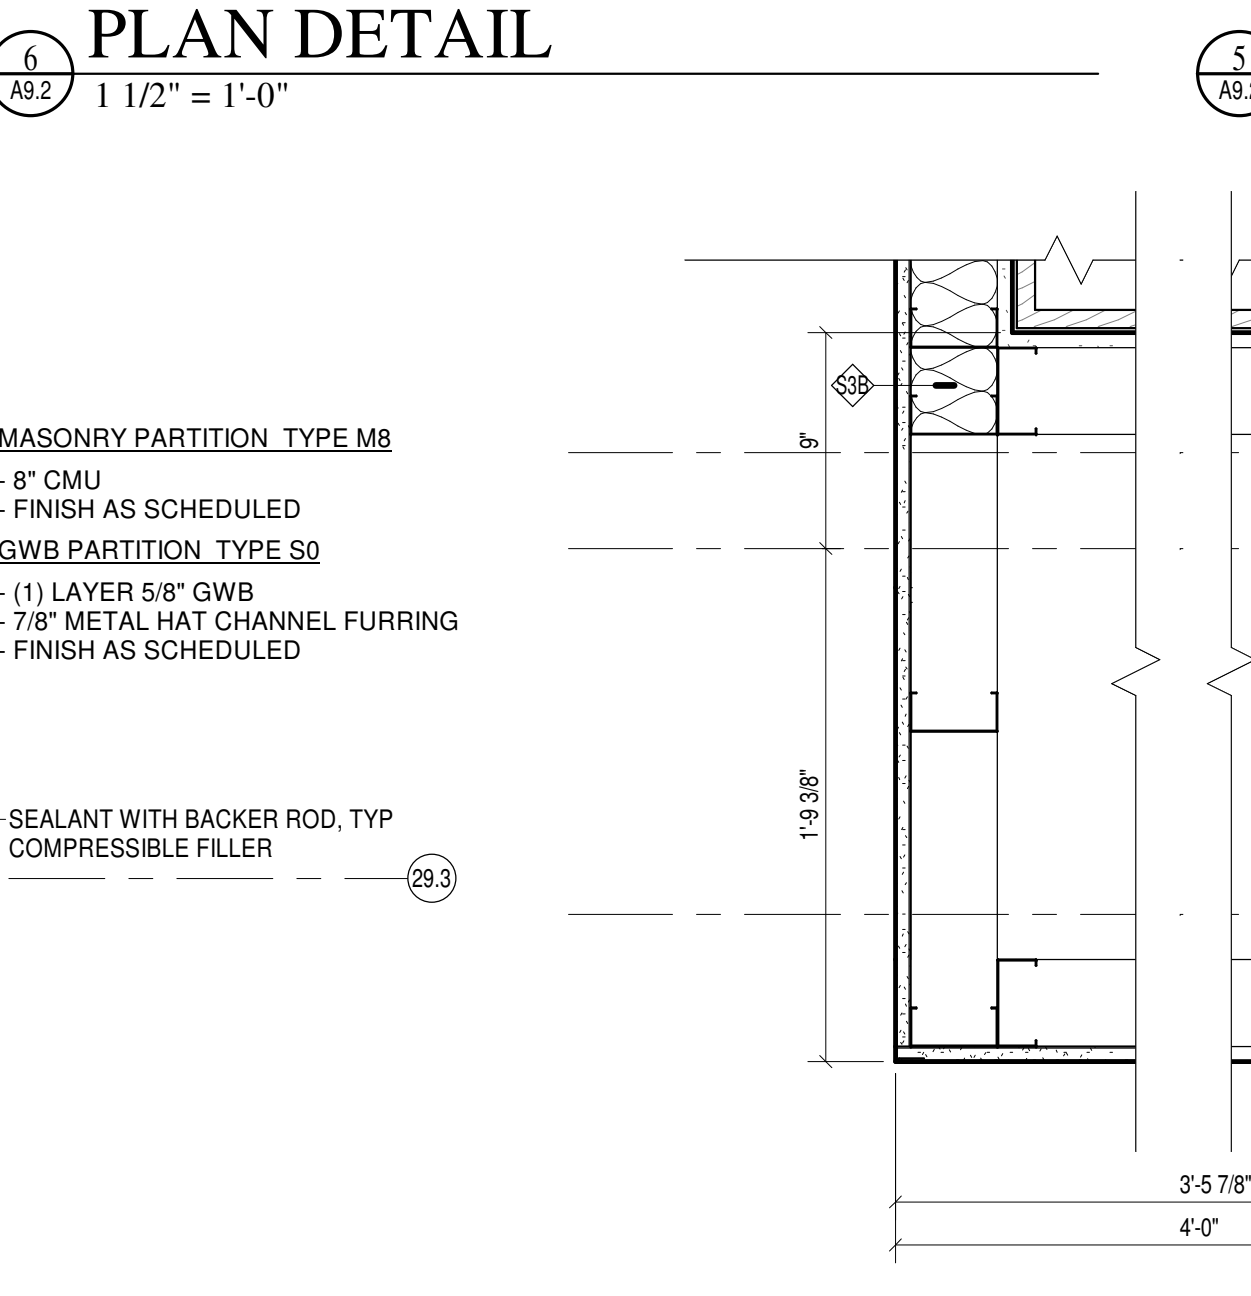 6
A9.2
PLAN DETAIL
1 1/2" = 1'-0"
5
A9.2
MASONRY PARTITION TYPE M8
- 8" CMU
- FINISH AS SCHEDULED
GWB PARTITION TYPE S0
- (1) LAYER 5/8" GWB
- 7/8" METAL HAT CHANNEL FURRING
- FINISH AS SCHEDULED
SEALANT WITH BACKER ROD, TYP
COMPRESSIBLE FILLER
29.3
S3B
9"
1'-9 3/8"
3'-5 7/8"
4'-0"